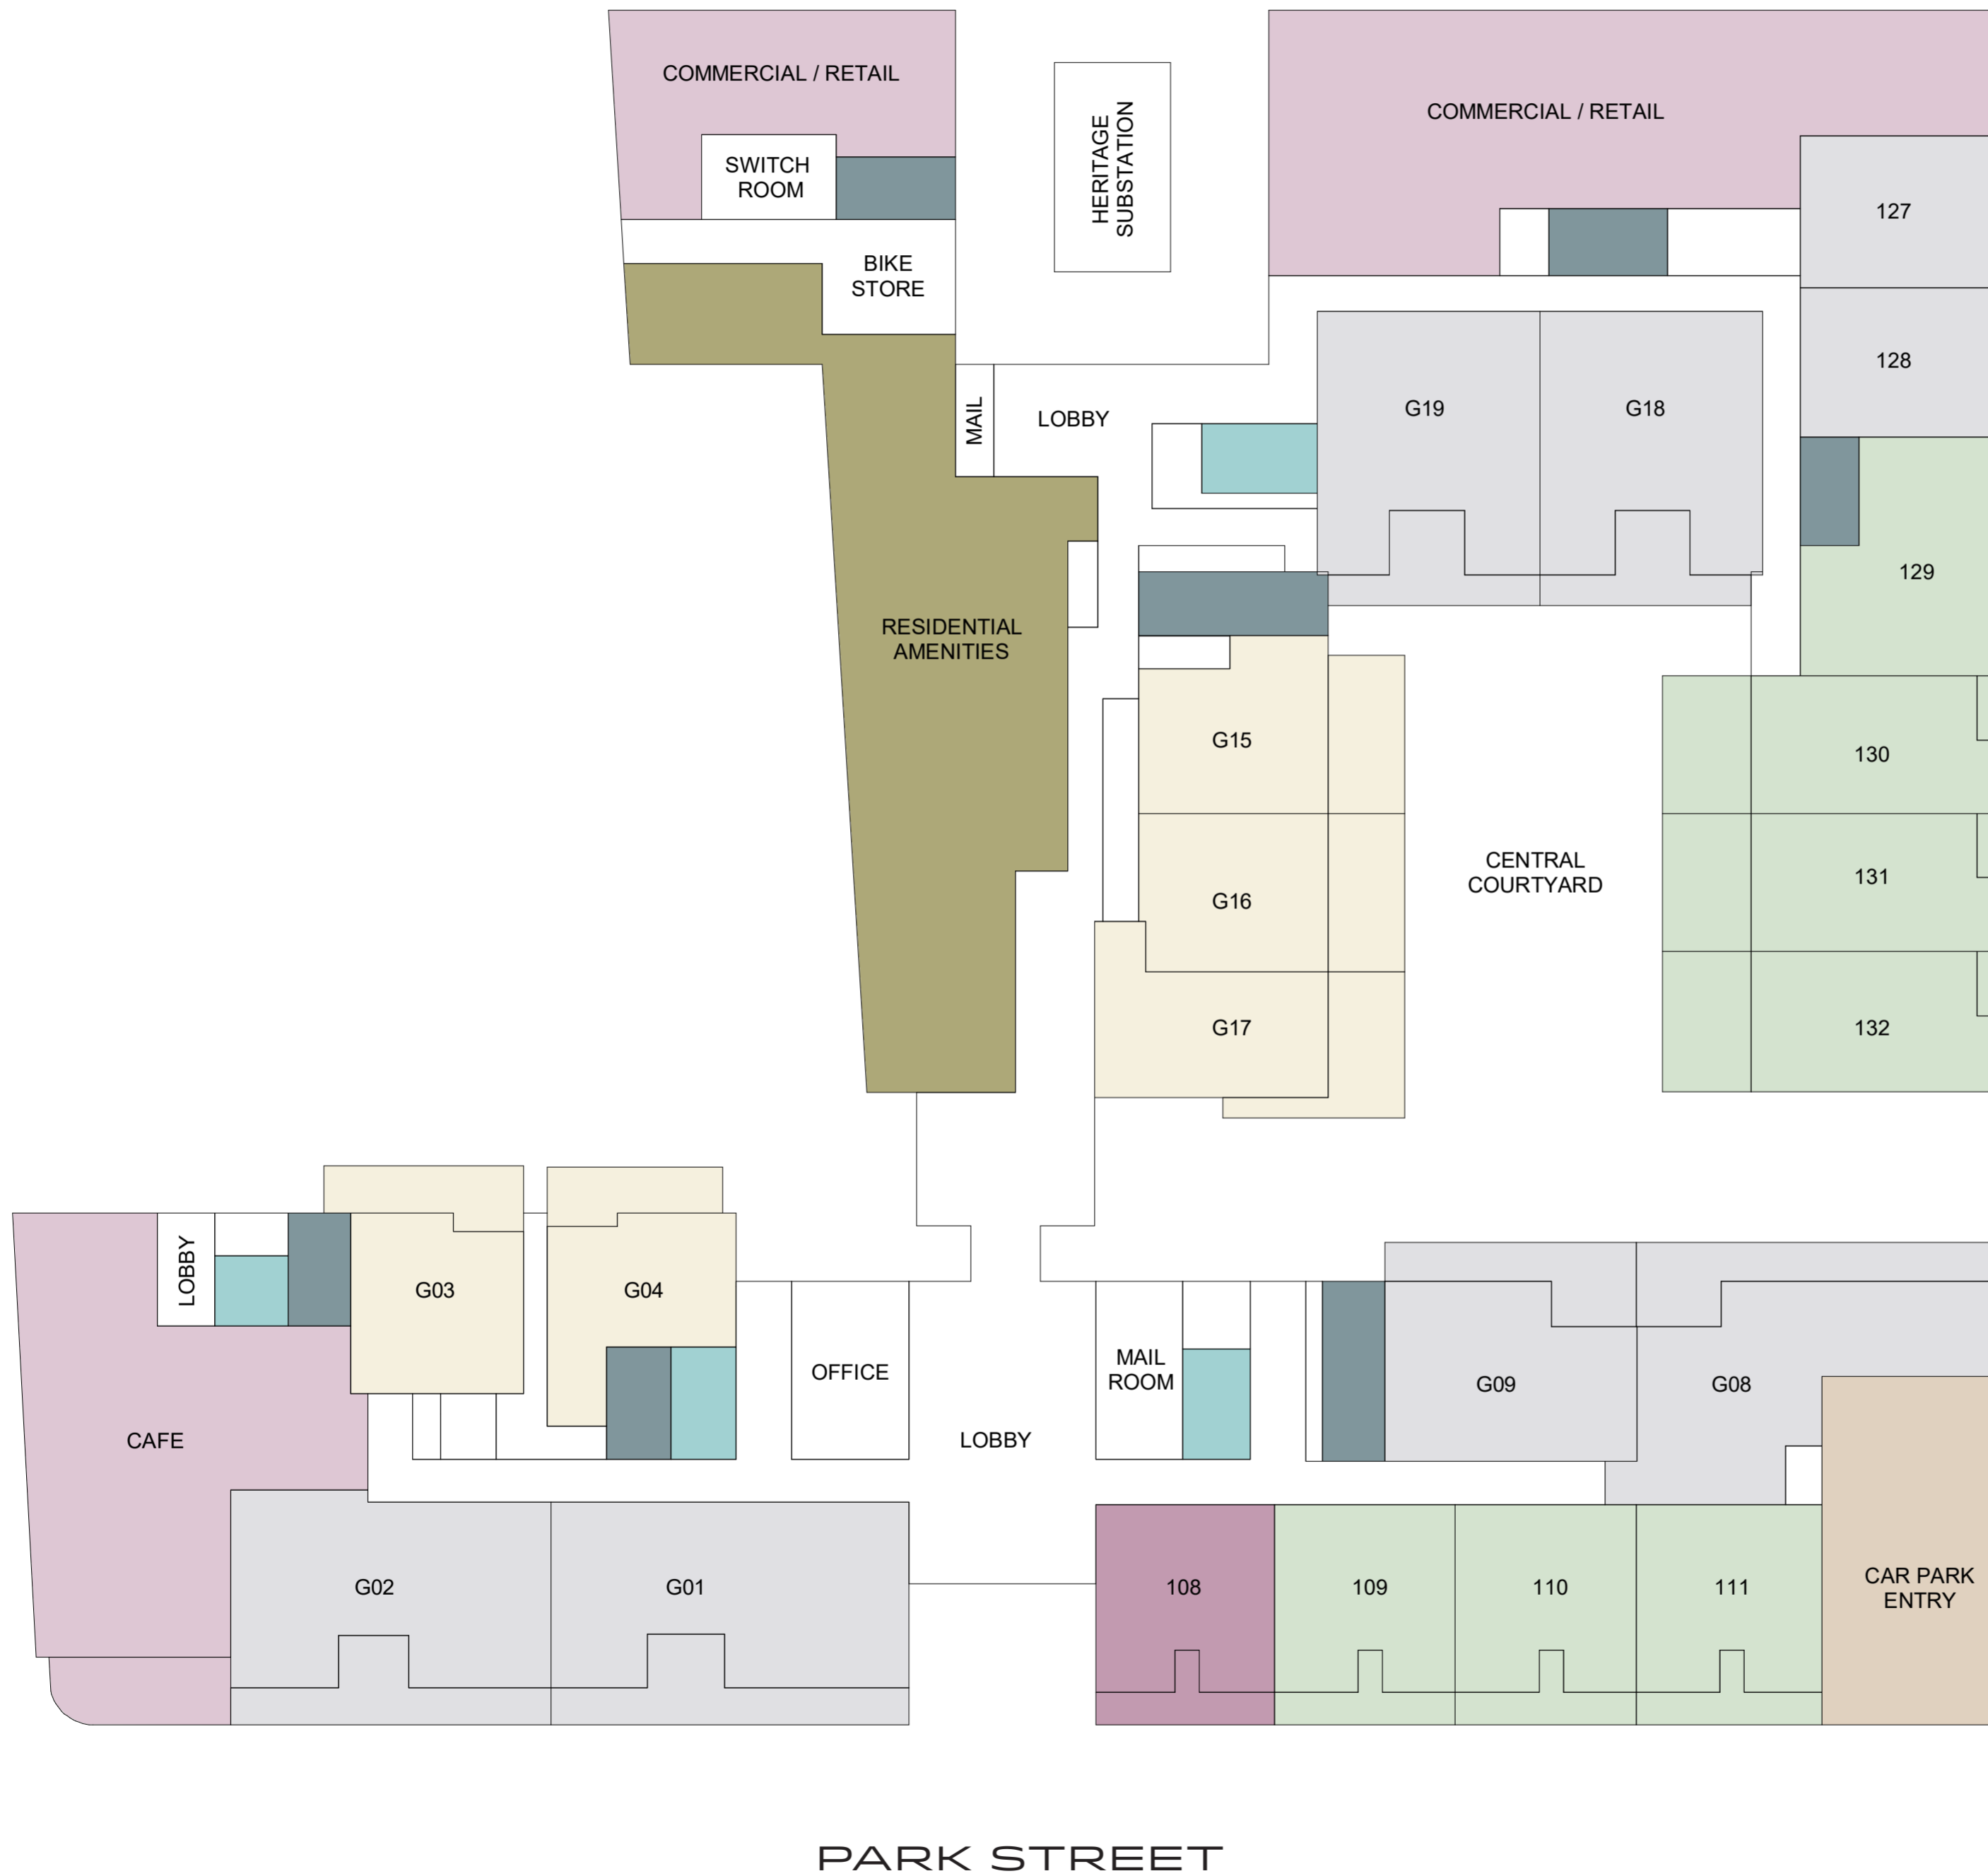 COMMERCIAL / RETAIL
COMMERCIAL / RETAIL
HERITAGE
SUBSTATION
SWITCH
ROOM
127
BIKE
STORE
128
MAIL
LOBBY
G19
G18
129
RESIDENTIAL
AMENITIES
G15
130
CENTRAL
COURTYARD
131
G16
G17
132
LOBBY
G03
G04
OFFICE
MAIL
ROOM
G09
G08
CAFE
LOBBY
G02
G01
108
109
110
111
CAR PARK
ENTRY
PARK STREET